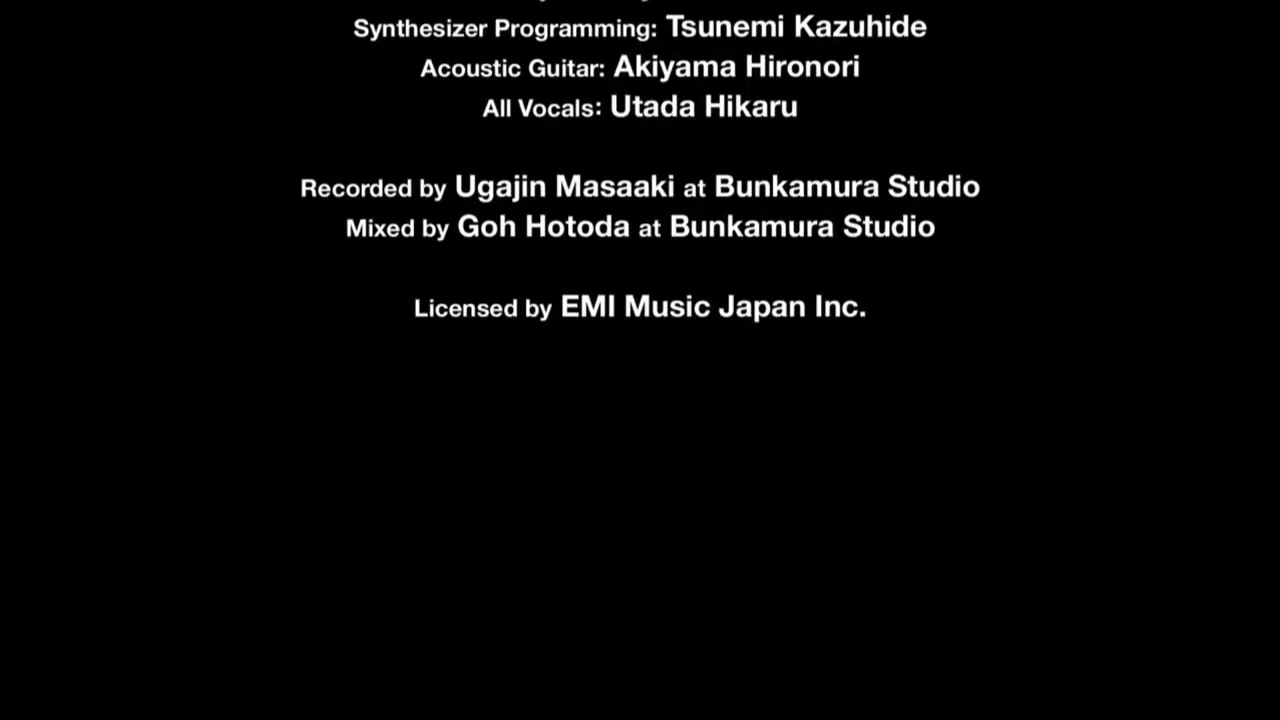 Synthesizer Programming: Tsunemi Kazuhide
Acoustic Guitar: Akiyama Hironori
All Vocals: Utada Hikaru
Recorded by Ugajin Masaaki at Bunkamura Studio
Mixed by Goh Hotoda at Bunkamura Studio
Licensed by EMI Music Japan Inc.